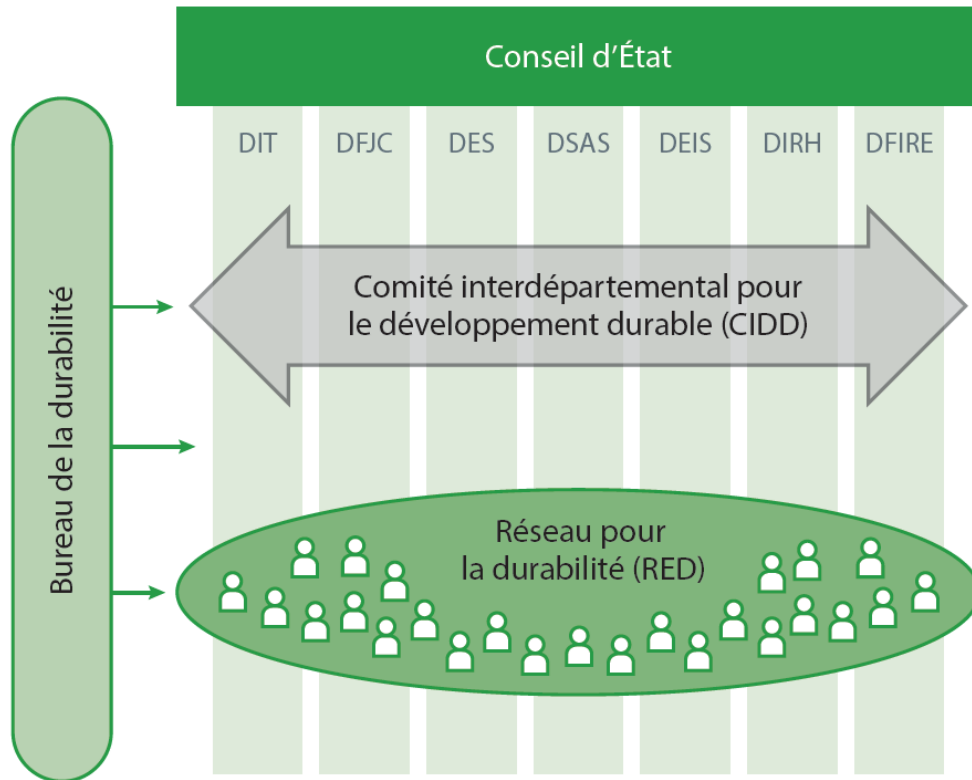 Conseil d'État
DIT DFJC DES DSAS DEIS DIRH DFIRE
Bureau de la durabilité
Comité interdépartemental pour
le développement durable (CIDD)
Réseau pour
la durabilité (RED)